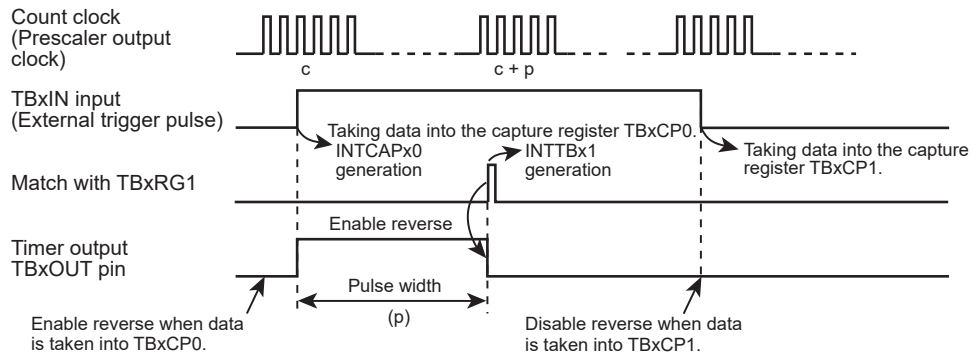 Count clock
(Prescaler output
clock)
c
c + p
TBxIN input
(External trigger pulse)
Taking data into the capture register TBxCP0.
INTCAPx0
generation
INTTBx1
generation
Taking data into the capture
register TBxCP1.
Match with TBxRG1
Enable reverse
Timer output
TBxOUT pin
Pulse width
(p)
Enable reverse when data
is taken into TBxCP0.
Disable reverse when data
is taken into TBxCP1.